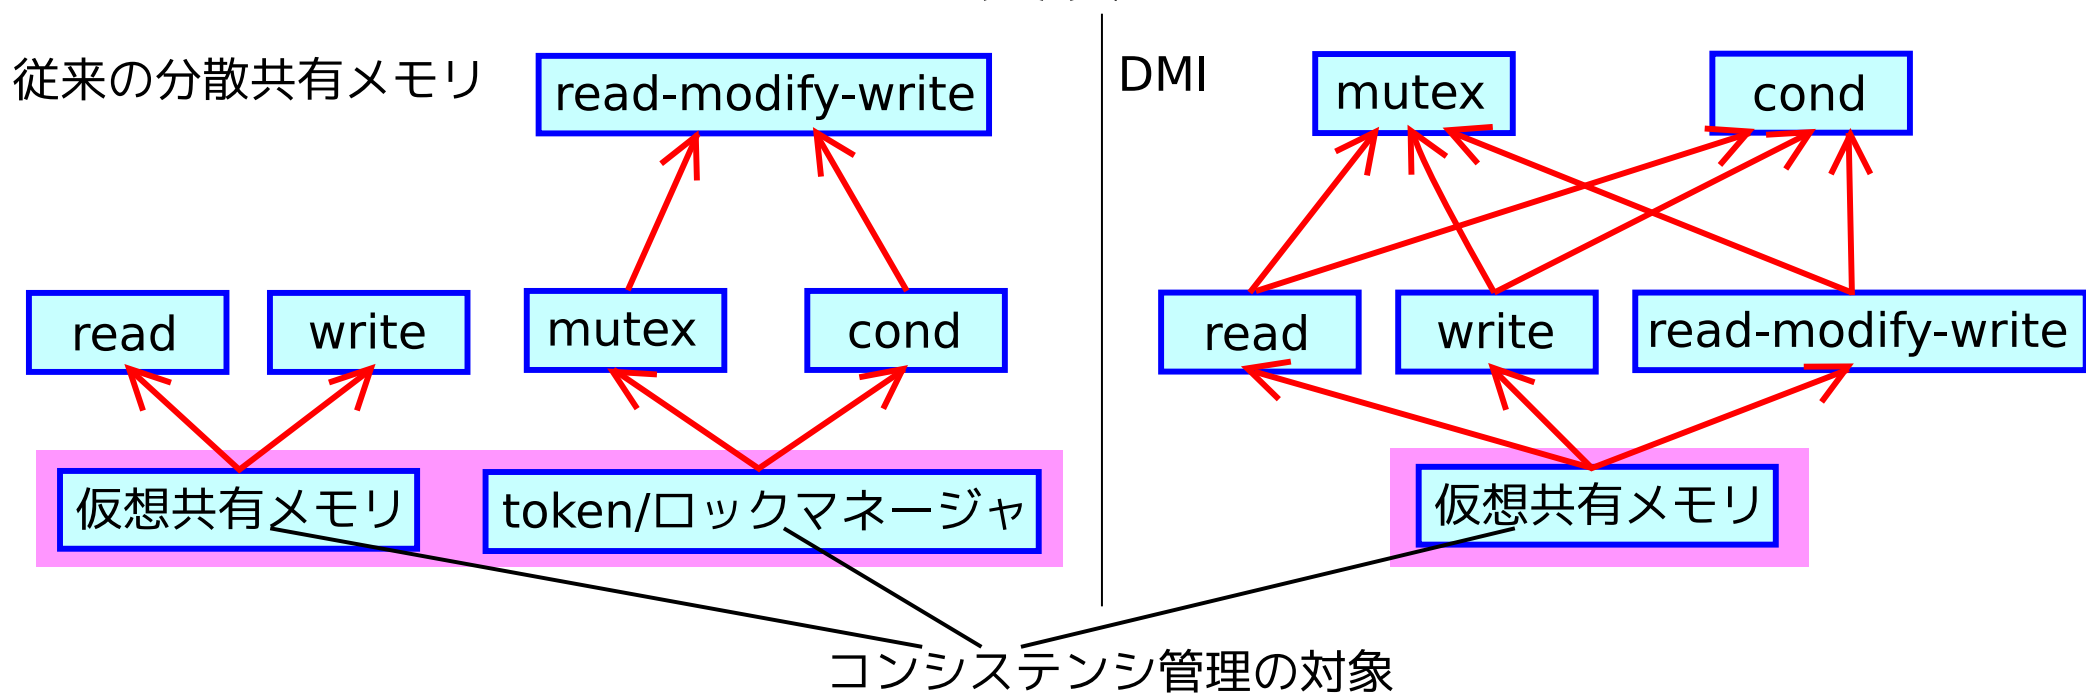 従来の分散共有メモリ
read-modify-write
read
write
mutex
cond
仮想共有メモリ
token/ロックマネージャ
DMI
mutex
cond
read
write
read-modify-write
仮想共有メモリ
コンシステンシ管理の対象